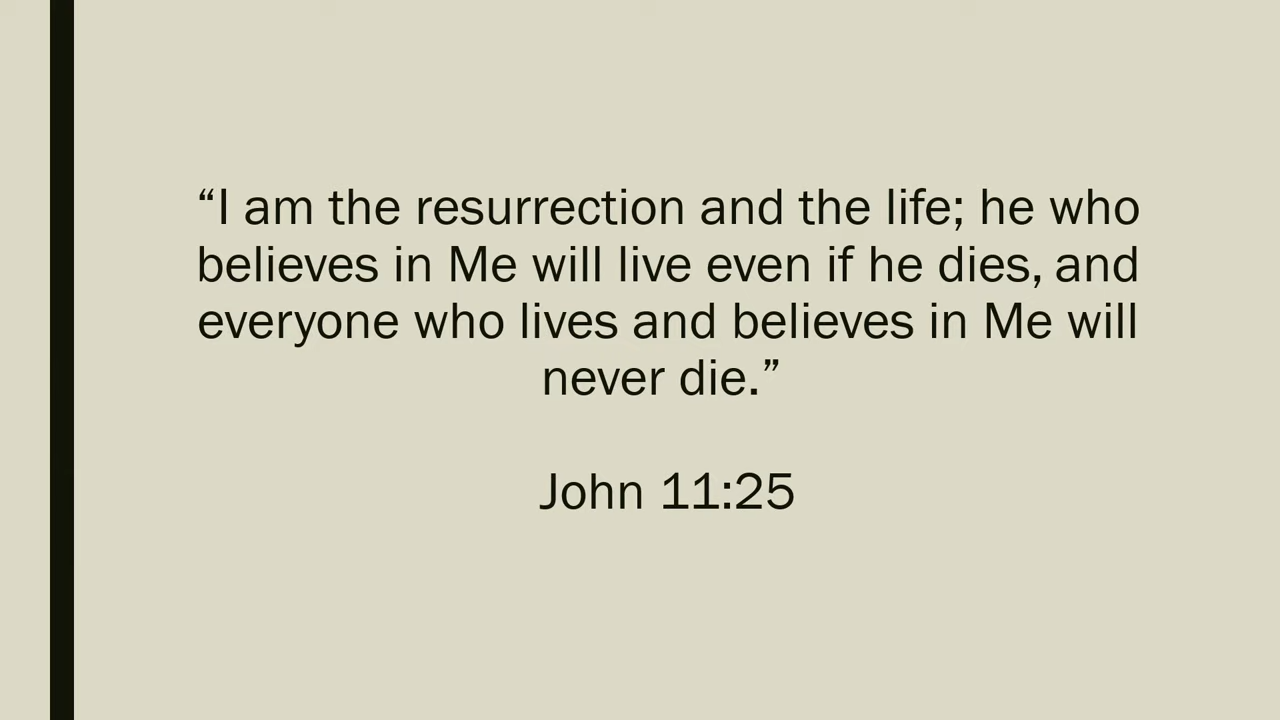 “I am the resurrection and the life; he who
believes in Me will live even if he dies, and
everyone who lives and believes in Me will
never die.”
John 11:25